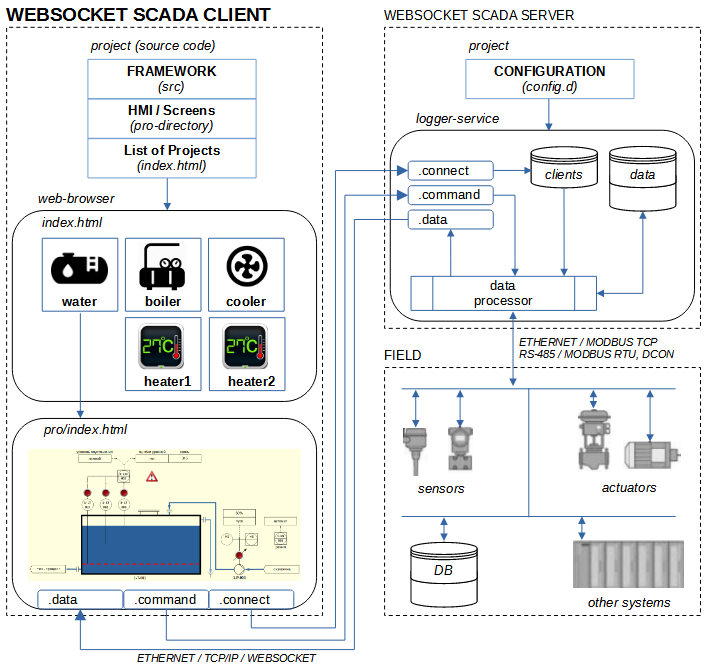 WEBSOCKET SCADA CLIENT
project (source code)
FRAMEWORK
(src)
HMI / Screens
(pro-directory)
List of Projects
(index.html)
web-browser
index.html
water
boiler
cooler
27°C
heater1
27°C
heater2
pro/index.html
50%
.data
.command
.connect
ETHERNET / TCP/IP / WEBSOCKET
WEBSOCKET SCADA SERVER
project
CONFIGURATION
(config.d)
logger-service
.connect
.command
.data
clients
data
data
processor
ETHERNET / MODBUS TCP
RS-485 / MODBUS RTU, DCON
FIELD
sensors
actuators
DB
other systems